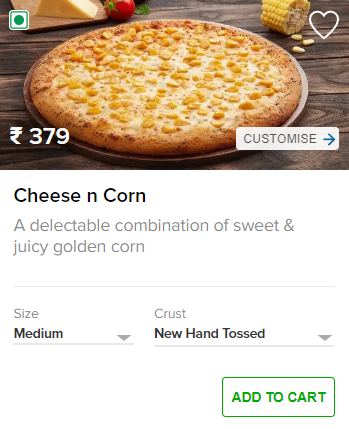 ₹ 379
CUSTOMISE
Cheese n Corn
A delectable combination of sweet &
juicy golden corn
Size
Crust
Medium
New Hand Tossed
ADD TO CART